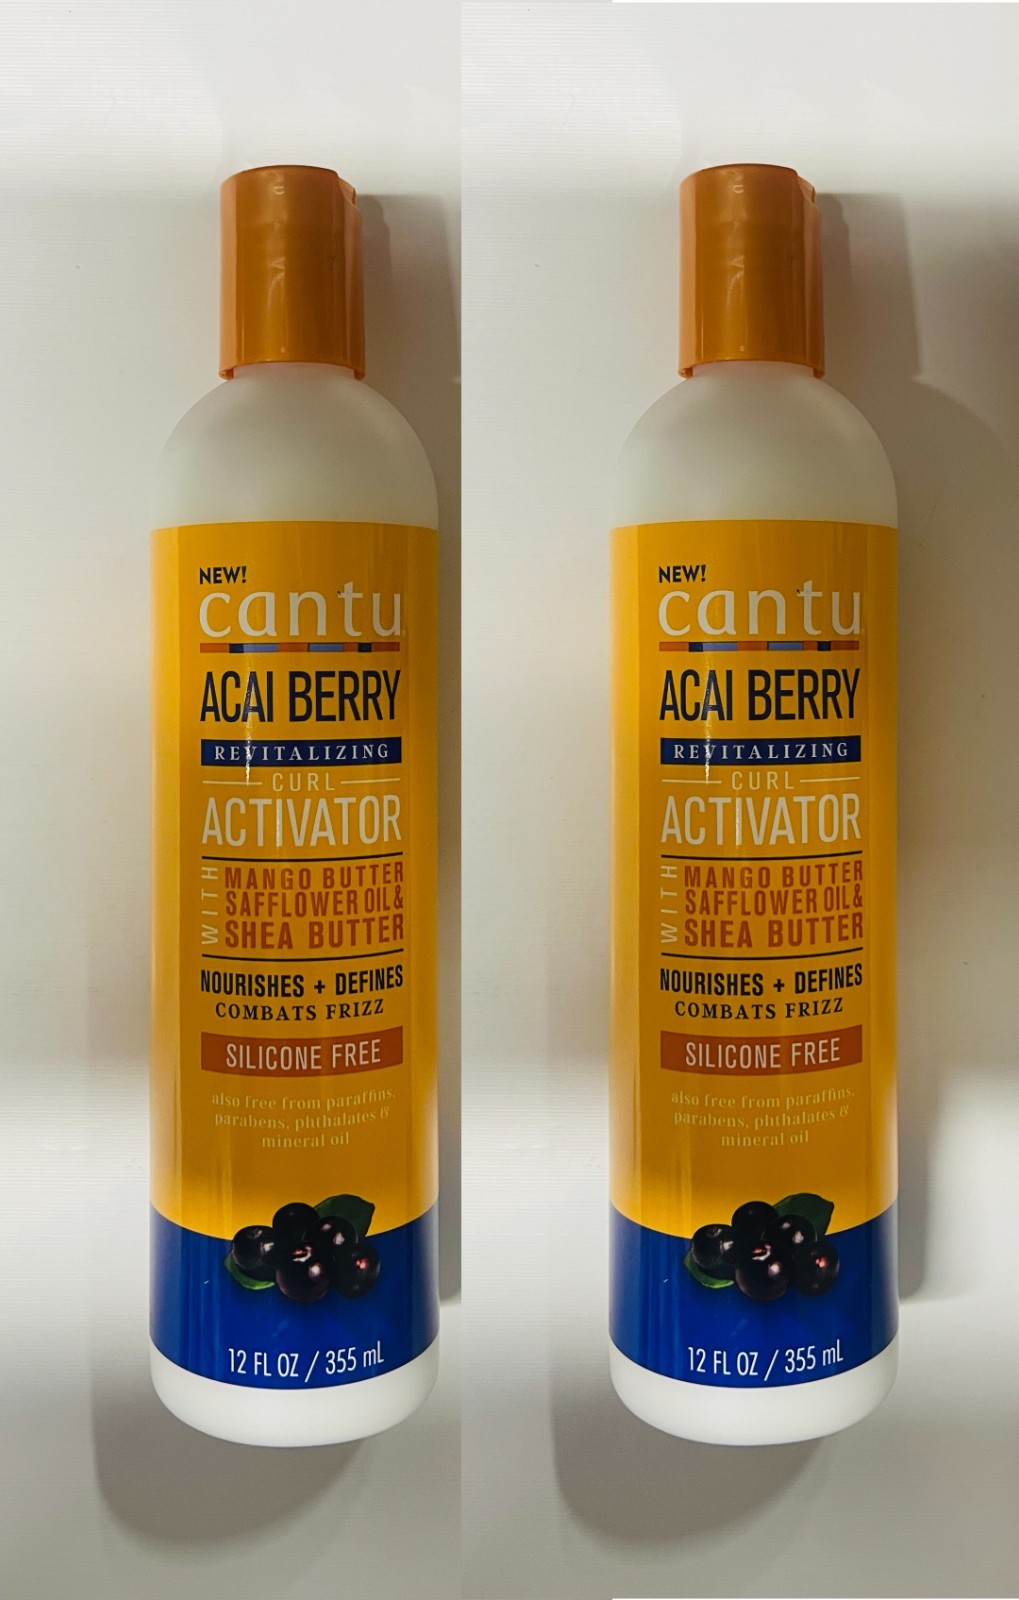 NEW!
cantu
ACAI BERRY
REVITALIZING
CURL
ACTIVATOR
WITH
MANGO BUTTER
SAFFLOWER OIL &
SHEA BUTTER
NOURISHES + DEFINES
COMBATS FRIZZ
SILICONE FREE
also free from paraffins,
parabens, phthalates &
mineral oil
12 FL OZ / 355 mL
NEW!
cantu
ACAI BERRY
REVITALIZING
CURL
ACTIVATOR
WITH
MANGO BUTTER
SAFFLOWER OIL &
SHEA BUTTER
NOURISHES + DEFINES
COMBATS FRIZZ
SILICONE FREE
also free from paraffins,
parabens, phthalates &
mineral oil
12 FL OZ / 355 mL